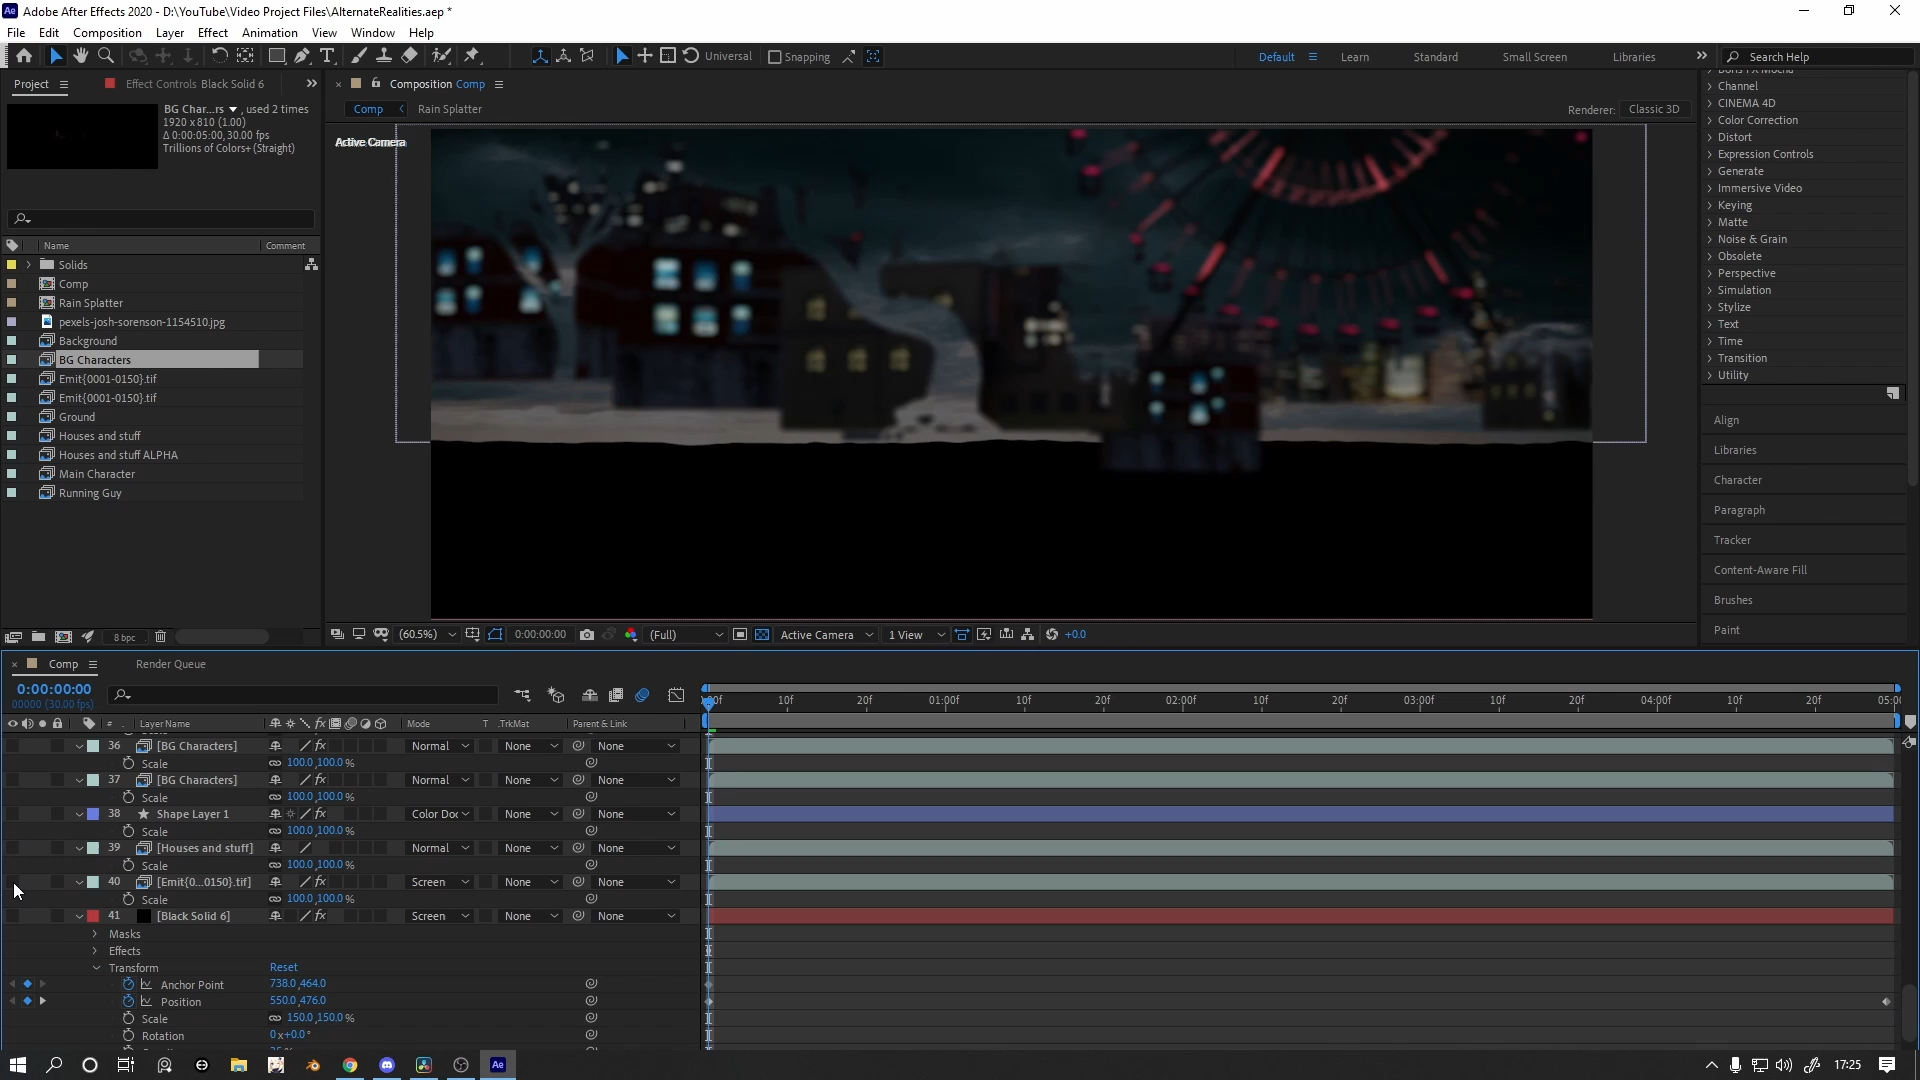 Adobe After Effects 2020 - D:\YouTube\Video Project Files\AlternateRealities.aep *
File Edit Composition Layer Effect Animation View Window Help
Universal Snapping Default Learn Standard Small Screen Libraries Search Help
Project Effect Controls Black Solid 6
BG Char...rs , used 2 times
1920 x 810 (1.00)
Δ 0:00:05:00, 30.00 fps
Trillions of Colors+ (Straight)
Name Comment
Solids
Comp
Rain Splatter
pexels-josh-sorenson-1154510.jpg
Background
BG Characters
Emit{0001-0150}.tif
Emit{0001-0150}.tif
Ground
Houses and stuff
Houses and stuff ALPHA
Main Character
Running Guy
8 bpc
Composition Comp
Comp Rain Splatter
Renderer: Classic 3D
Active Camera
(60.5%) 0:00:00:00 (Full) Active Camera 1 View +0.0
Channel
CINEMA 4D
Color Correction
Distort
Expression Controls
Generate
Immersive Video
Keying
Matte
Noise & Grain
Obsolete
Perspective
Simulation
Stylize
Text
Time
Transition
Utility
Align
Libraries
Character
Paragraph
Tracker
Content-Aware Fill
Brushes
Paint
Comp Render Queue
0:00:00:00
00000 (30.00 fps)
10f 20f 01:00f 10f 20f 02:00f 10f 20f 03:00f 10f 20f 04:00f 10f 20f
# Layer Name Mode T .TrkMat Parent & Link
36 [BG Characters] Normal None None
Scale 100.0,100.0 %
37 [BG Characters] Normal None None
Scale 100.0,100.0 %
38 Shape Layer 1 Color Do None None
Scale 100.0,100.0 %
39 [Houses and stuff] Normal None None
Scale 100.0,100.0 %
40 [Emit{0...0150}.tif] Screen None None
Scale 100.0,100.0 %
41 [Black Solid 6] Screen None None
Masks
Effects
Transform Reset
Anchor Point 738.0,464.0
Position 550.0,476.0
Scale 150.0,150.0 %
Rotation 0x+0.0°
17:25